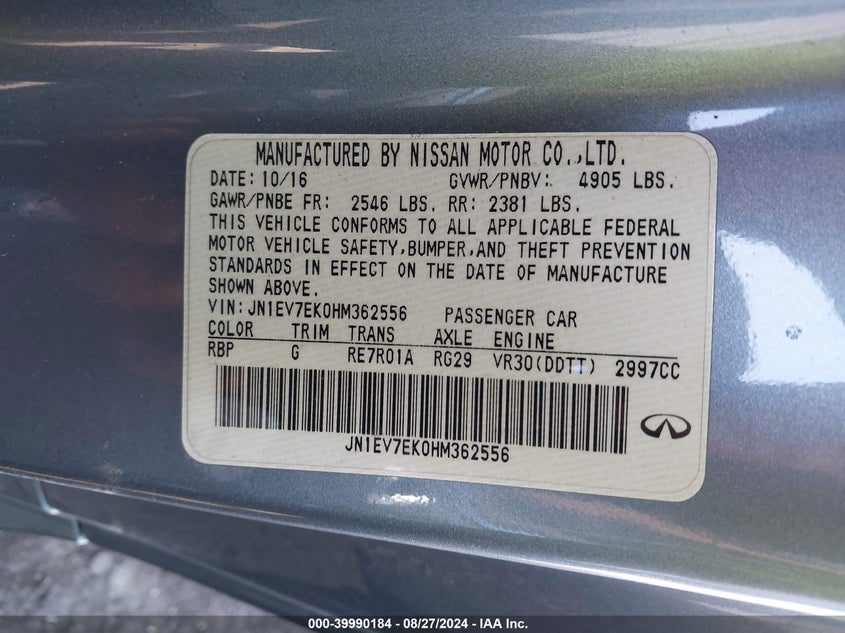 MANUFACTURED BY NISSAN MOTOR CO.,LTD.
DATE: 10/16 GVWR/PNBV: 4905 LBS.
GAWR/PNBE FR: 2546 LBS. RR: 2381 LBS.
THIS VEHICLE CONFORMS TO ALL APPLICABLE FEDERAL
MOTOR VEHICLE SAFETY,BUMPER,AND THEFT PREVENTION
STANDARDS IN EFFECT ON THE DATE OF MANUFACTURE
SHOWN ABOVE.
VIN:JN1EV7EK0HM362556 PASSENGER CAR
COLOR TRIM TRANS AXLE ENGINE
RBP G RE7R01A RG29 VR30(DDTT) 2997CC
JN1EV7EK0HM362556
000-39990184 - 08/27/2024 - IAA Inc.